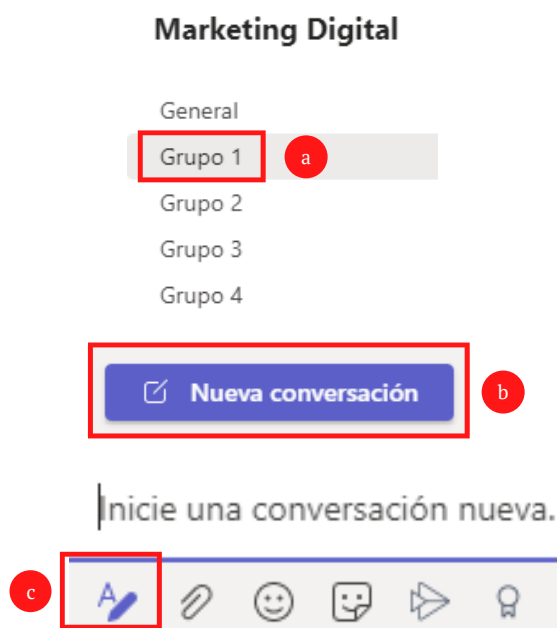 Marketing Digital
General
Grupo 1
a
Grupo 2
Grupo 3
Grupo 4
Nueva conversación
b
Inicie una conversación nueva.
c